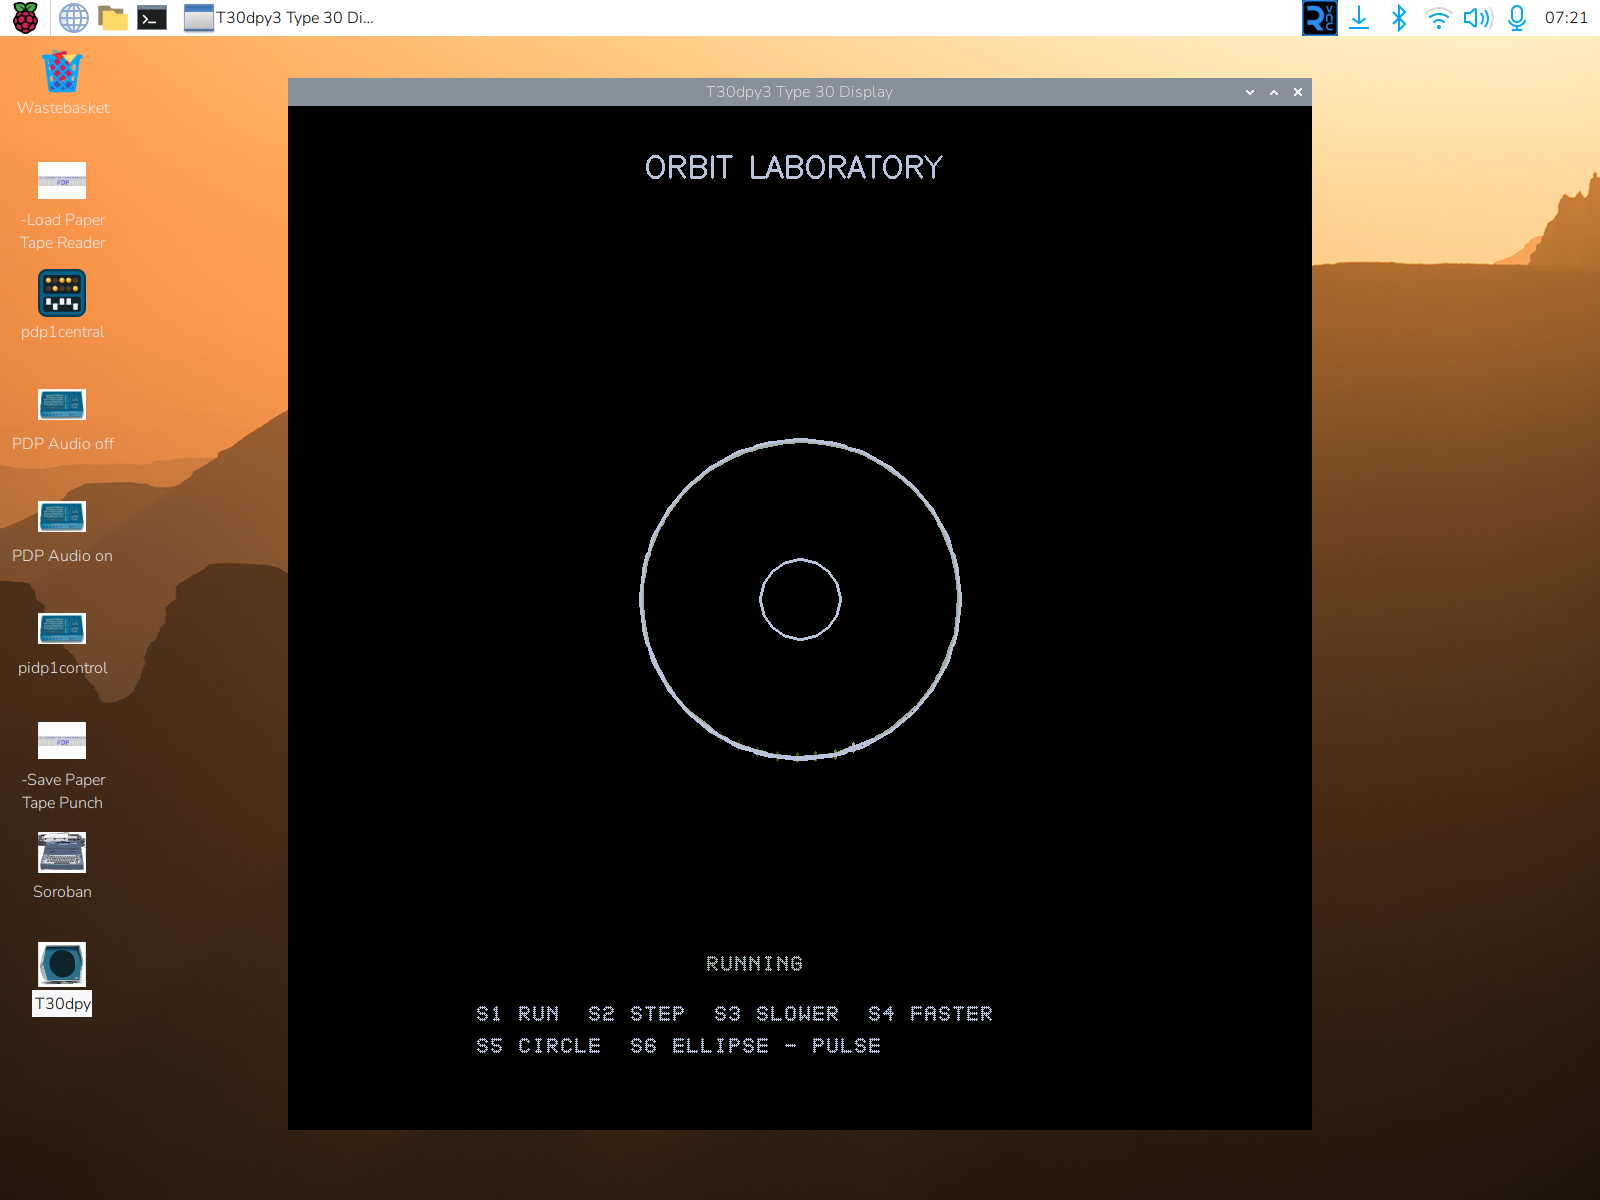 T30dpy3 Type 30 Di...
07:21
Wastebasket
T30dpy3 Type 30 Display
ORBIT LABORATORY
-Load Paper
Tape Reader
pdp1central
PDP Audio off
PDP Audio on
pidp1control
-Save Paper
Tape Punch
Soroban
T30dpy
RUNNING
S1 RUN  S2 STEP  S3 SLOWER  S4 FASTER
S5 CIRCLE  S6 ELLIPSE - PULSE